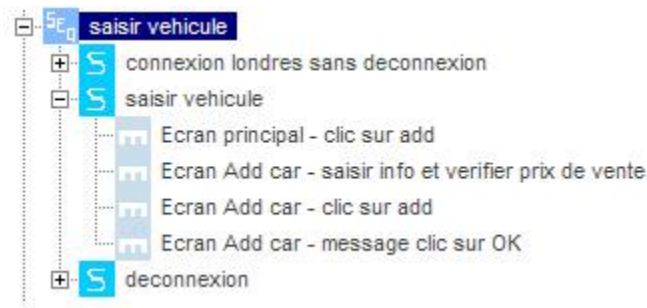 SEQ saisir vehicule
S connexion londres sans deconnexion
S saisir vehicule
m Ecran principal - clic sur add
m Ecran Add car - saisir info et verifier prix de vente
m Ecran Add car - clic sur add
m Ecran Add car - message clic sur OK
S deconnexion